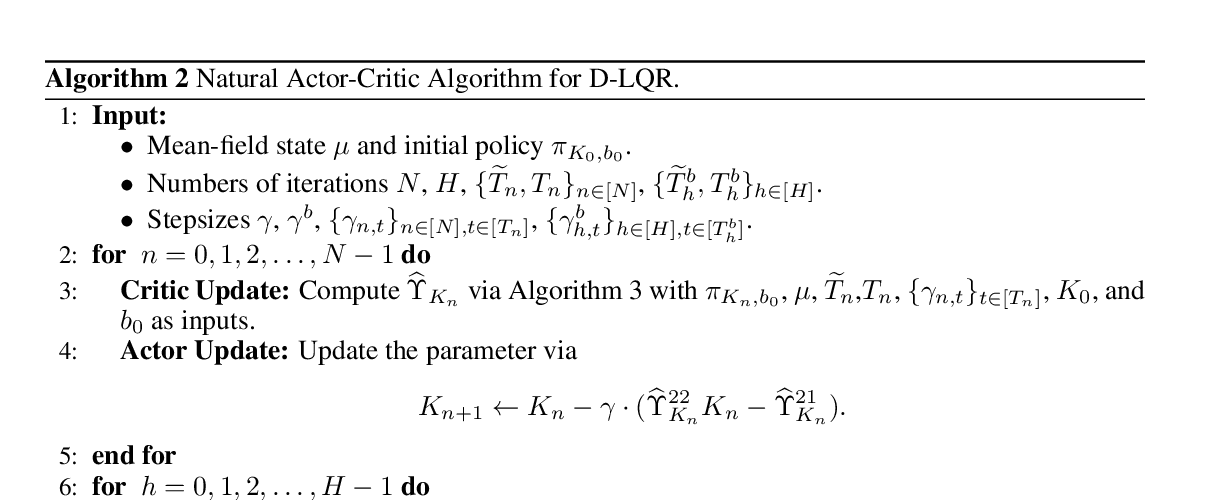 Algorithm 2 Natural Actor-Critic Algorithm for D-LQR.
1: Input:
• Mean-field state $\mu$ and initial policy $\pi_{K_0,b_0}$.
• Numbers of iterations $N$, $H$, $\{\widetilde{T}_n, T_n\}_{n\in[N]}$, $\{\widetilde{T}_h^b, T_h^b\}_{h\in[H]}$.
• Stepsizes $\gamma$, $\gamma^b$, $\{\gamma_{n,t}\}_{n\in[N],t\in[T_n]}$, $\{\gamma_{h,t}^b\}_{h\in[H],t\in[T_h^b]}$.
2: for $n = 0, 1, 2, \ldots, N-1$ do
3: Critic Update: Compute $\widehat{\Upsilon}_{K_n}$ via Algorithm 3 with $\pi_{K_n,b_0}$, $\mu$, $\widetilde{T}_n$,$T_n$, $\{\gamma_{n,t}\}_{t\in[T_n]}$, $K_0$, and
$b_0$ as inputs.
4: Actor Update: Update the parameter via
$K_{n+1} \leftarrow K_n - \gamma \cdot (\widehat{\Upsilon}_{K_n}^{22} K_n - \widehat{\Upsilon}_{K_n}^{21}).$
5: end for
6: for $h = 0, 1, 2, \ldots, H-1$ do